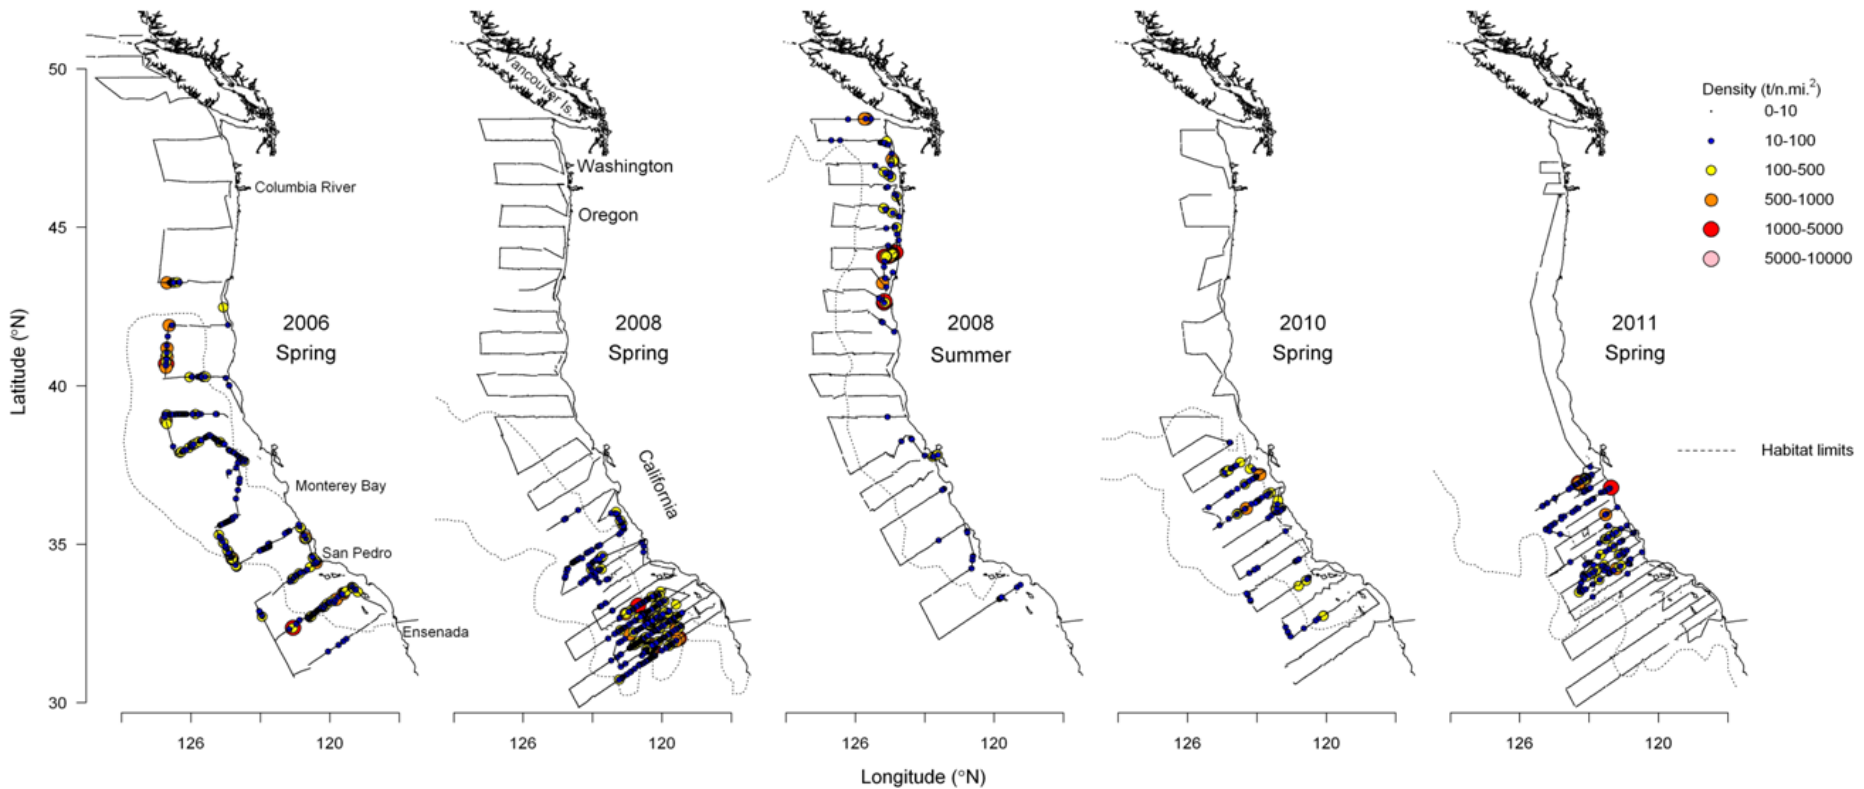 Latitude (°N)
50
45
40
35
30
Columbia River
2006
Spring
Monterey Bay
San Pedro
Ensenada
126
120
Vancouver Is.
Washington
Oregon
2008
Spring
California
126
120
2008
Summer
126
120
2010
Spring
126
120
2011
Spring
126
120
Density (t/n.mi.²)
0-10
10-100
100-500
500-1000
1000-5000
5000-10000
Habitat limits
Longitude (°N)